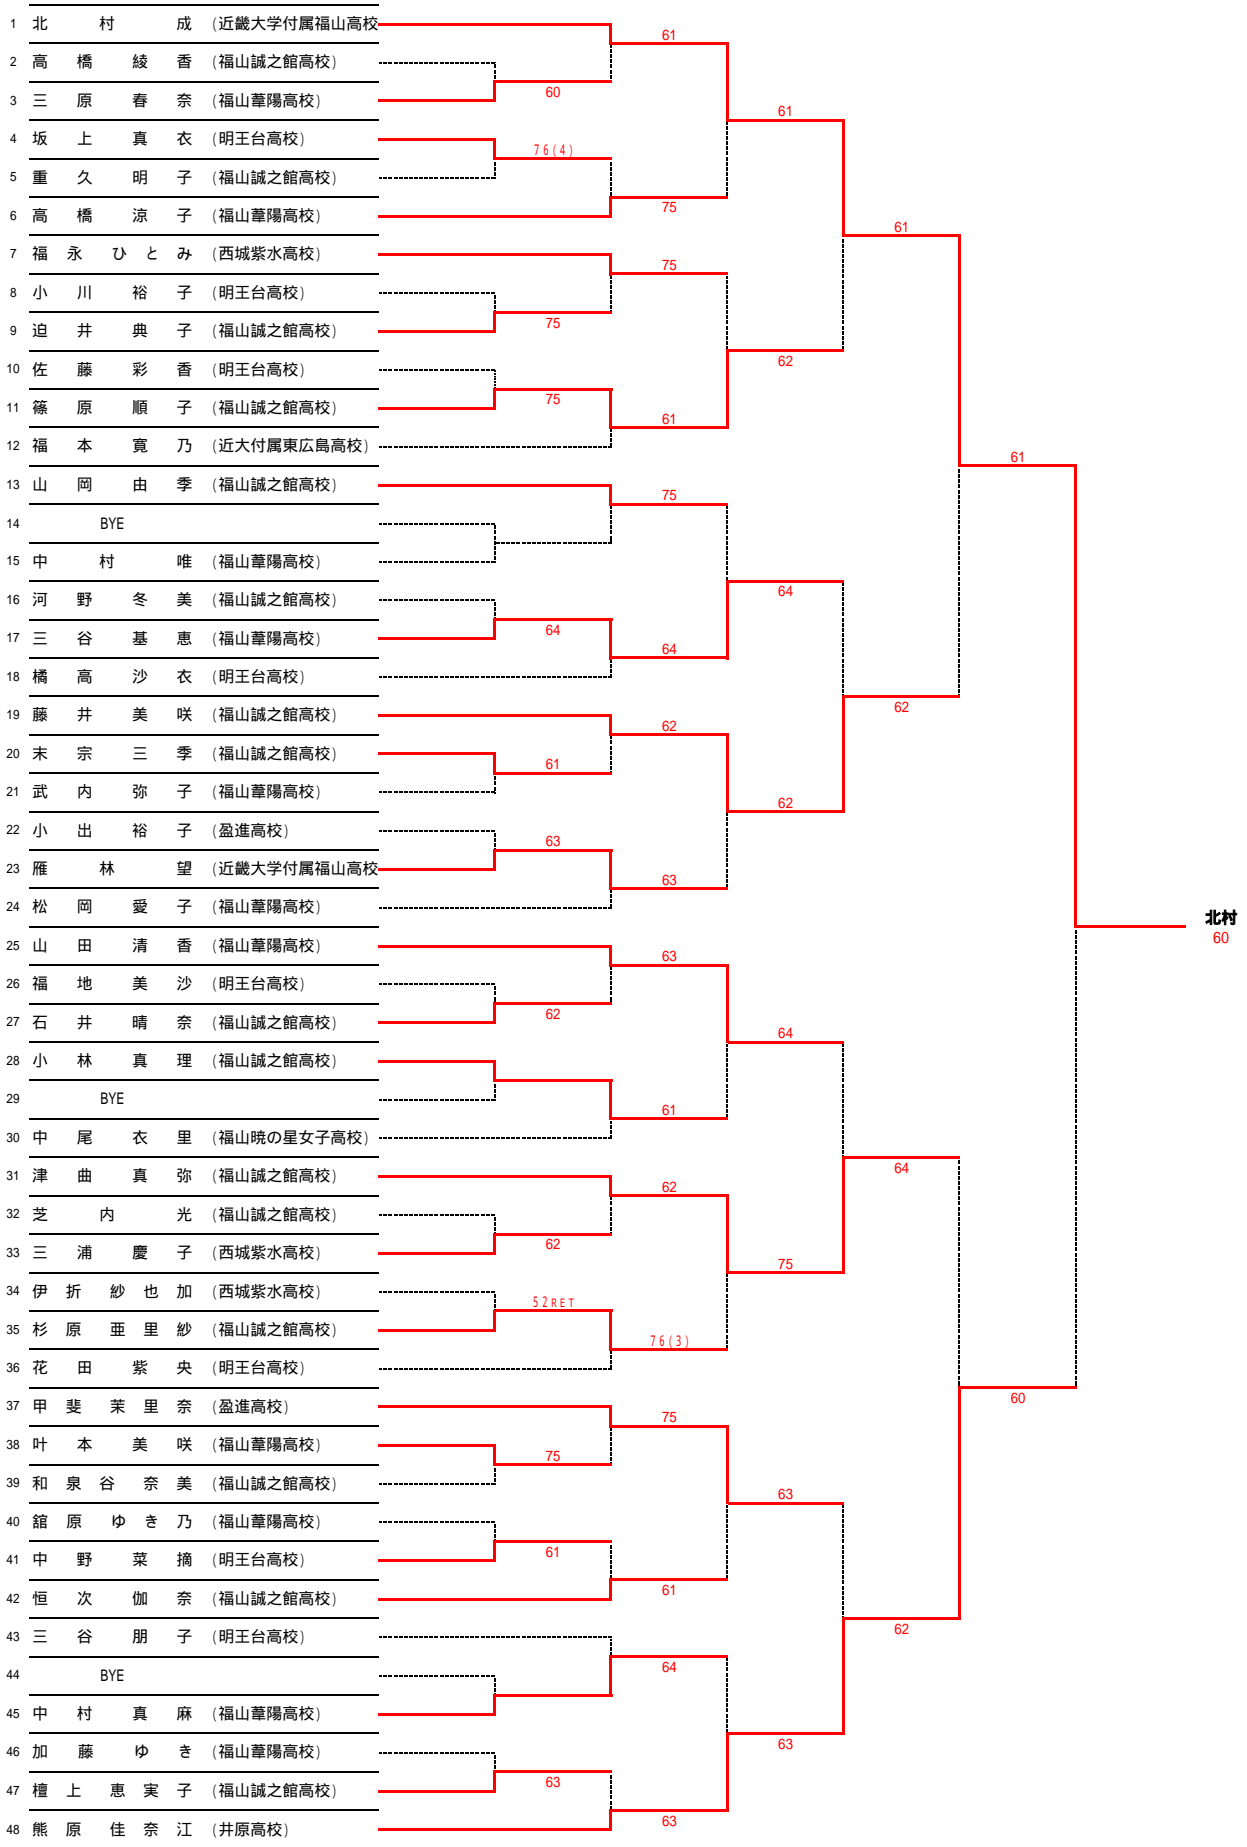 1 北村成 (近畿大学付属福山高校
61
2 高橋綾香 (福山誠之館高校)
60
3 三原春奈 (福山葦陽高校)
61
4 坂上真衣 (明王台高校)
76(4)
5 重久明子 (福山誠之館高校)
75
6 高橋涼子 (福山葦陽高校)
61
7 福永ひとみ (西城紫水高校)
75
8 小川裕子 (明王台高校)
75
9 迫井典子 (福山誠之館高校)
62
10 佐藤彩香 (明王台高校)
75
11 篠原順子 (福山誠之館高校)
61
12 福本寛乃 (近大付属東広島高校)
61
13 山岡由季 (福山誠之館高校)
75
14 BYE
15 中村唯 (福山葦陽高校)
64
16 河野冬美 (福山誠之館高校)
64
17 三谷基恵 (福山葦陽高校)
64
18 橘高沙衣 (明王台高校)
62
19 藤井美咲 (福山誠之館高校)
62
20 末宗三季 (福山誠之館高校)
61
21 武内弥子 (福山葦陽高校)
62
22 小出裕子 (盈進高校)
63
23 雁林望 (近畿大学付属福山高校
63
24 松岡愛子 (福山葦陽高校)
北村
60
25 山田清香 (福山葦陽高校)
63
26 福地美沙 (明王台高校)
62
27 石井晴奈 (福山誠之館高校)
64
28 小林真理 (福山誠之館高校)
29 BYE
61
30 中尾衣里 (福山暁の星女子高校)
64
31 津曲真弥 (福山誠之館高校)
62
32 芝内光 (福山誠之館高校)
62
33 三浦慶子 (西城紫水高校)
75
34 伊折紗也加 (西城紫水高校)
52RET
35 杉原亜里紗 (福山誠之館高校)
76(3)
36 花田紫央 (明王台高校)
60
37 甲斐茉里奈 (盈進高校)
75
38 叶本美咲 (福山葦陽高校)
75
39 和泉谷奈美 (福山誠之館高校)
63
40 舘原ゆき乃 (福山葦陽高校)
61
41 中野菜摘 (明王台高校)
61
42 恒次伽奈 (福山誠之館高校)
62
43 三谷朋子 (明王台高校)
64
44 BYE
45 中村真麻 (福山葦陽高校)
63
46 加藤ゆき (福山葦陽高校)
63
47 檀上恵実子 (福山誠之館高校)
63
48 熊原佳奈江 (井原高校)